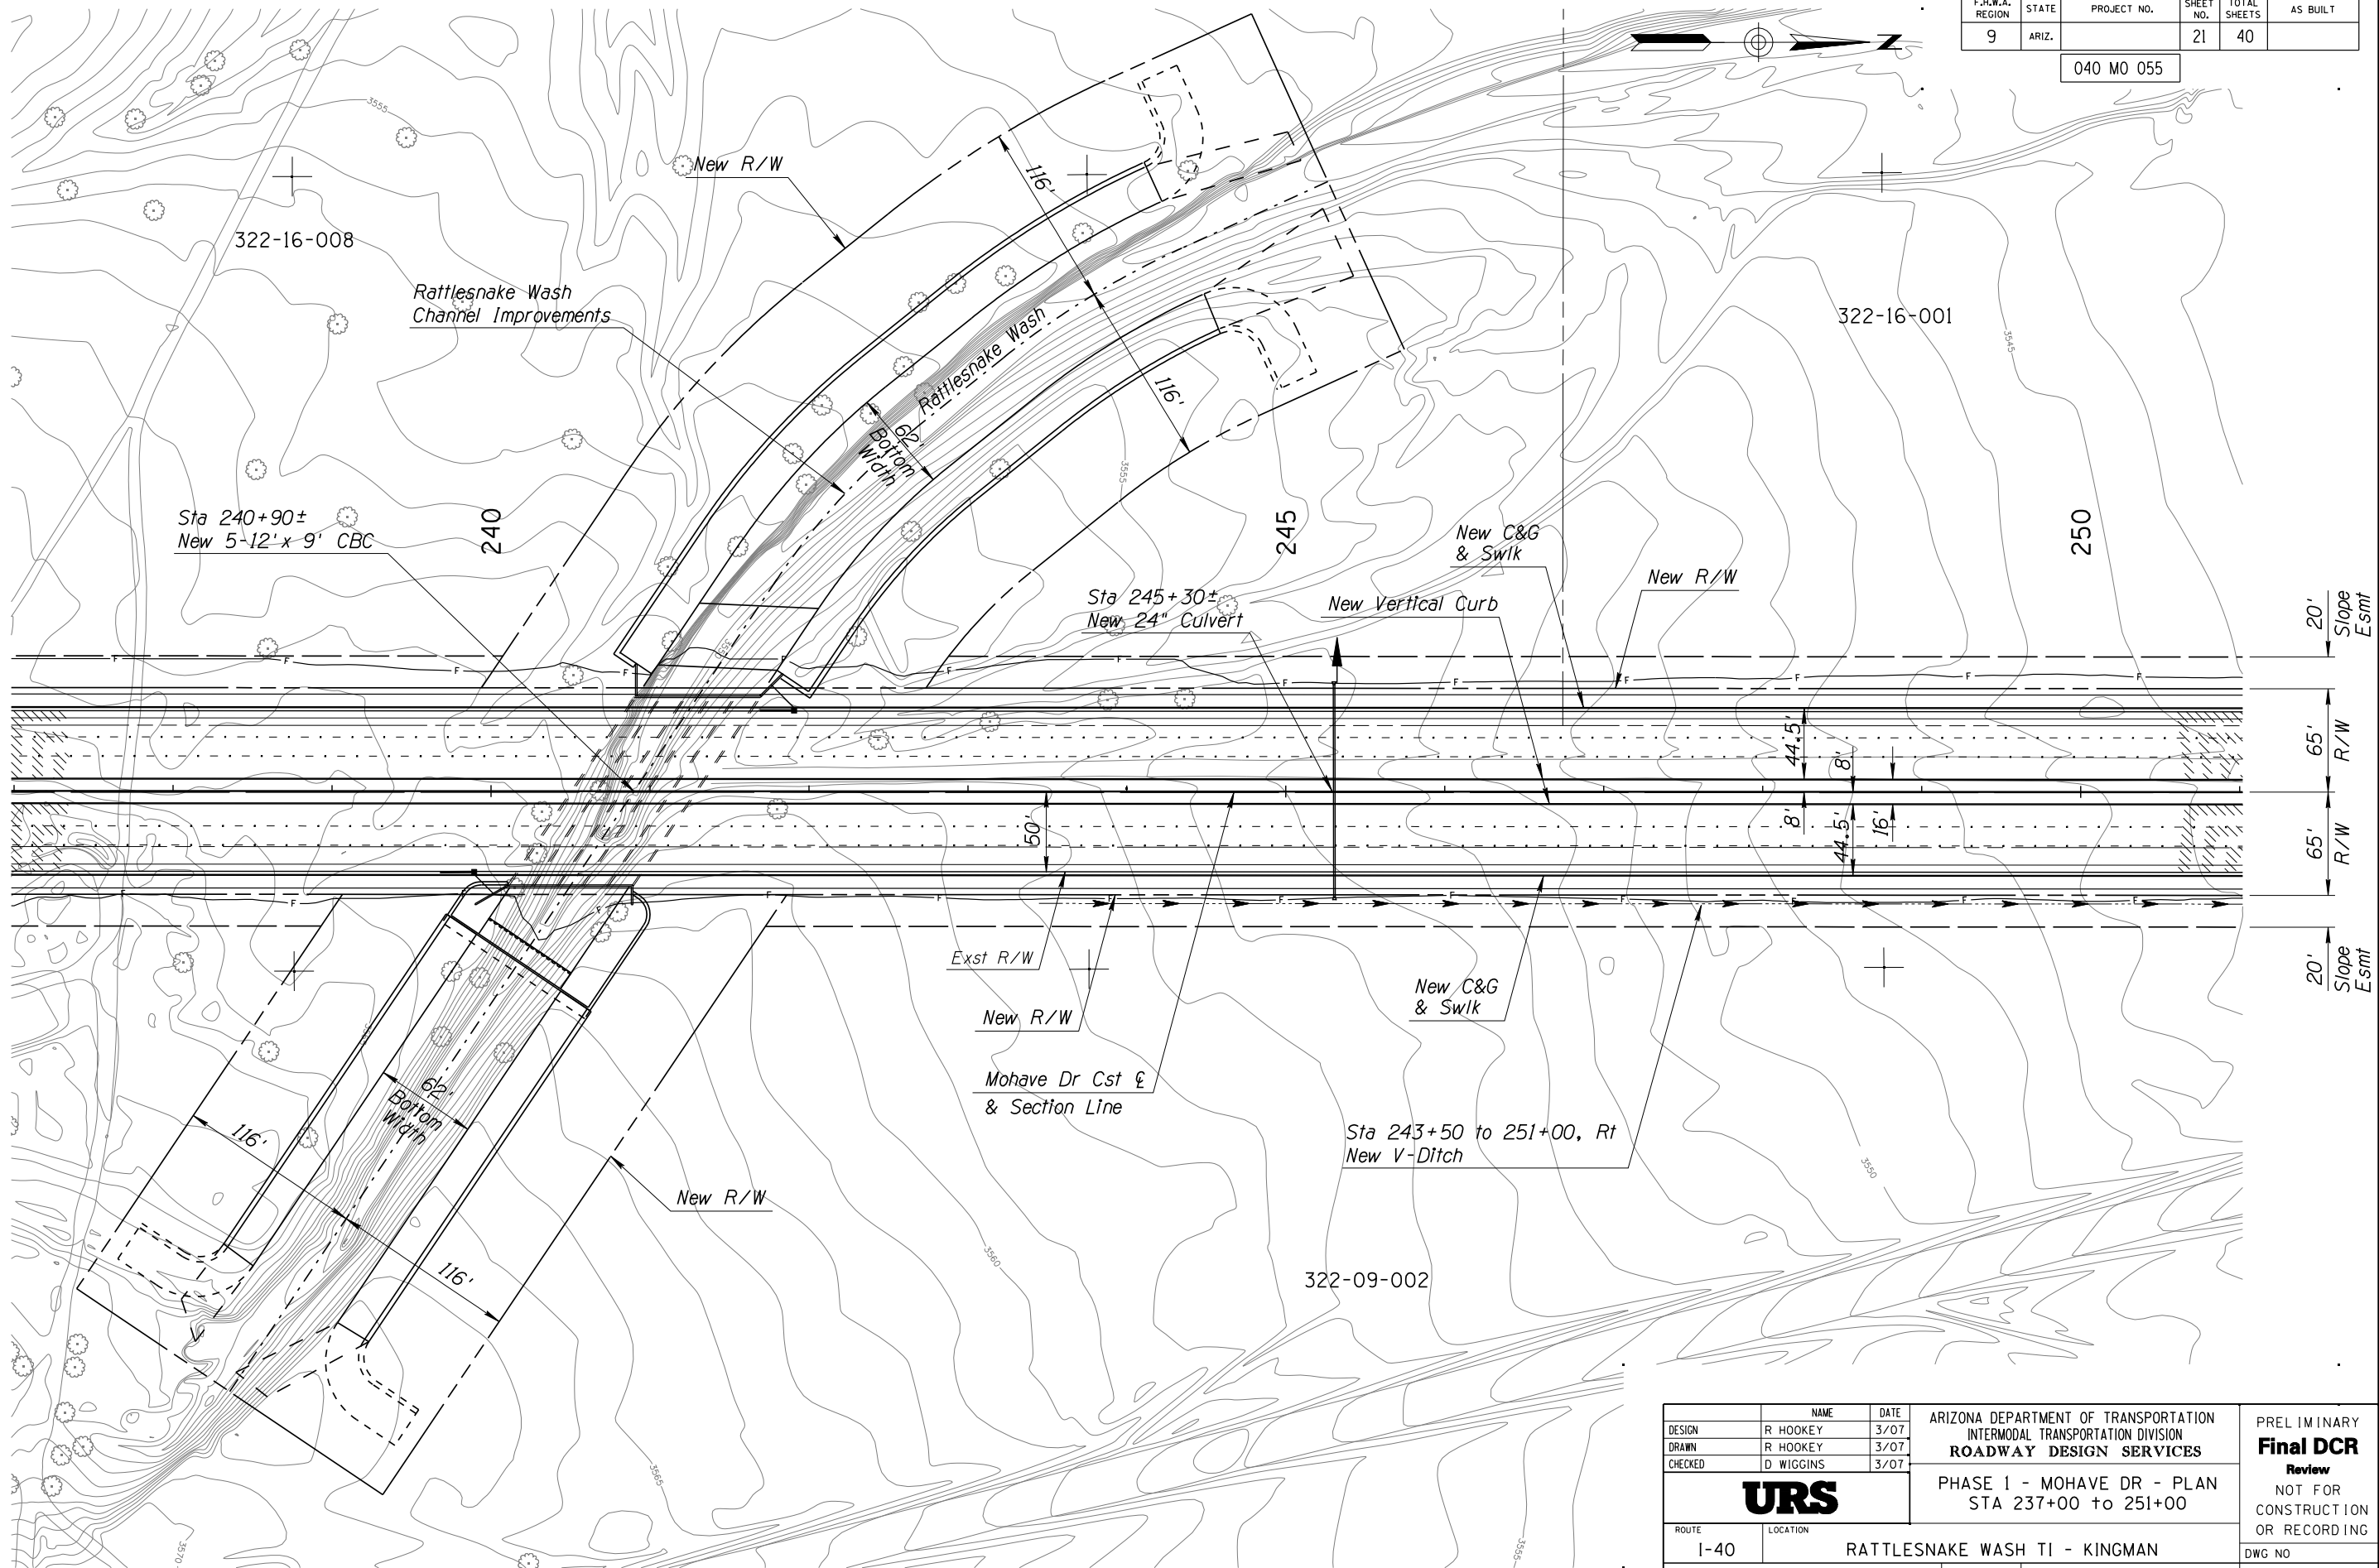 F.H.W.A. REGION STATE PROJECT NO. SHEET NO. TOTAL SHEETS AS BUILT
9 ARIZ. 21 40
040 MO 055
N
3555
New R/W
116'
322-16-008
Rattlesnake Wash
Channel Improvements
322-16-001
3545
Rattlesnake Wash
116'
62'
Bottom
Width
3555
Sta 240+90±
New 5-12'x 9' CBC
240
245
250
New C&G
& Swlk
New R/W
Sta 245+30±
New 24" Culvert
New Vertical Curb
20'
Slope
Esmt
F F F F F F F F F F F F
44.5'
8'
65'
R/W
50'
8'
44.5'
16'
65'
R/W
F F F F F F F F F F
Exst R/W
20'
Slope
Esmt
New R/W
New C&G
& Swlk
Mohave Dr Cst ℄
& Section Line
62'
Bottom
Width
116'
Sta 243+50 to 251+00, Rt
New V-Ditch
3550
New R/W
116'
3560
322-09-002
3565
3570
3555
NAME DATE
DESIGN R HOOKEY 3/07
DRAWN R HOOKEY 3/07
CHECKED D WIGGINS 3/07
ARIZONA DEPARTMENT OF TRANSPORTATION
INTERMODAL TRANSPORTATION DIVISION
ROADWAY DESIGN SERVICES
URS
PHASE 1 - MOHAVE DR - PLAN
STA 237+00 to 251+00
PRELIMINARY
Final DCR
Review
NOT FOR
CONSTRUCTION
OR RECORDING
ROUTE LOCATION
I-40 RATTLESNAKE WASH TI - KINGMAN
DWG NO